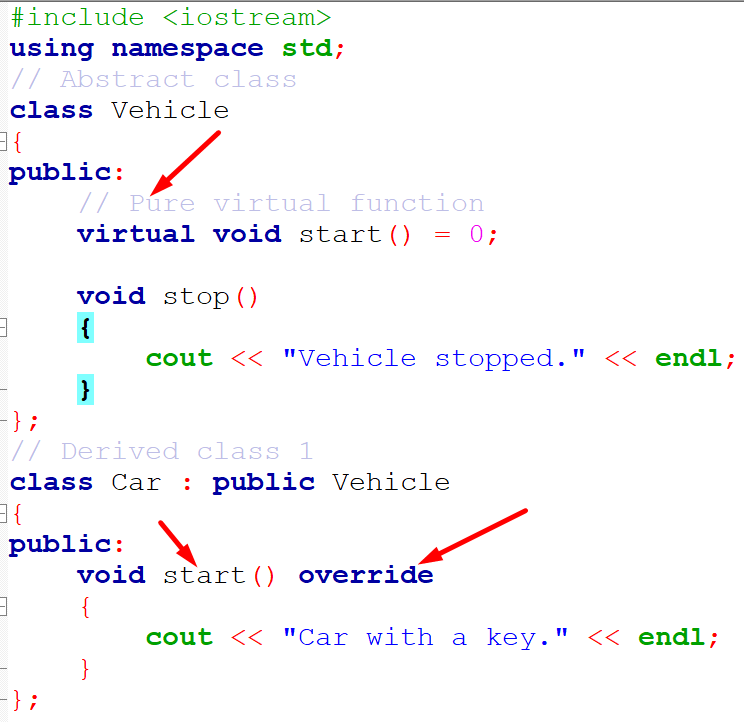 #include <iostream>
using namespace std;
// Abstract class
class Vehicle
{
public:
    // Pure virtual function
    virtual void start() = 0;

    void stop()
    {
        cout << "Vehicle stopped." << endl;
    }
};
// Derived class 1
class Car : public Vehicle
{
public:
    void start() override
    {
        cout << "Car with a key." << endl;
    }
};